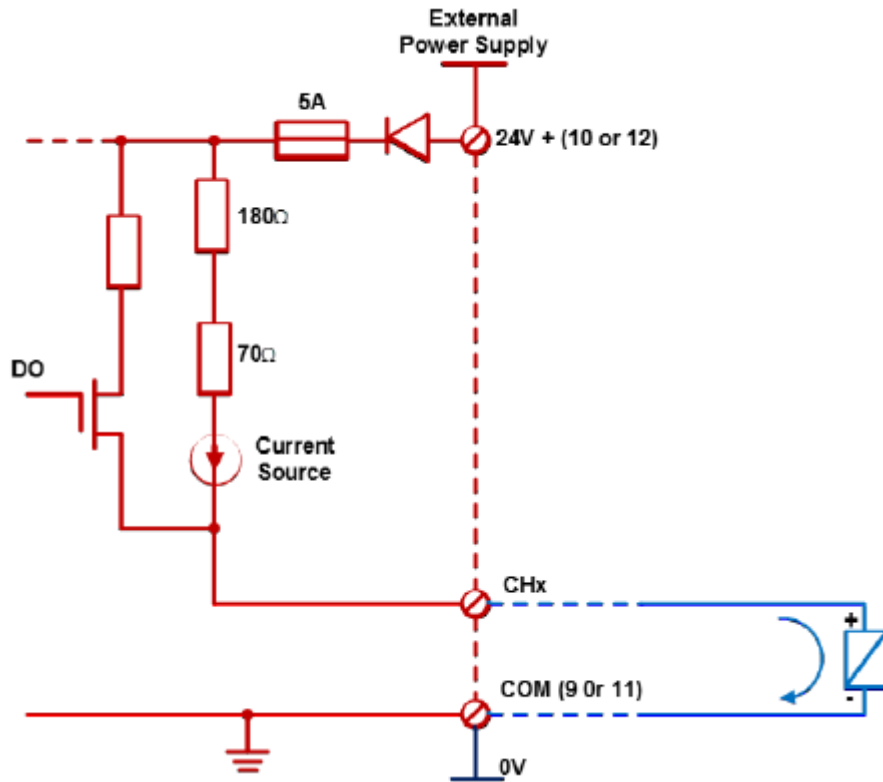 External
Power Supply
5A
24V + (10 or 12)
180Ω
70Ω
DO
Current
Source
CHx
+
COM (9 0r 11)
-
0V